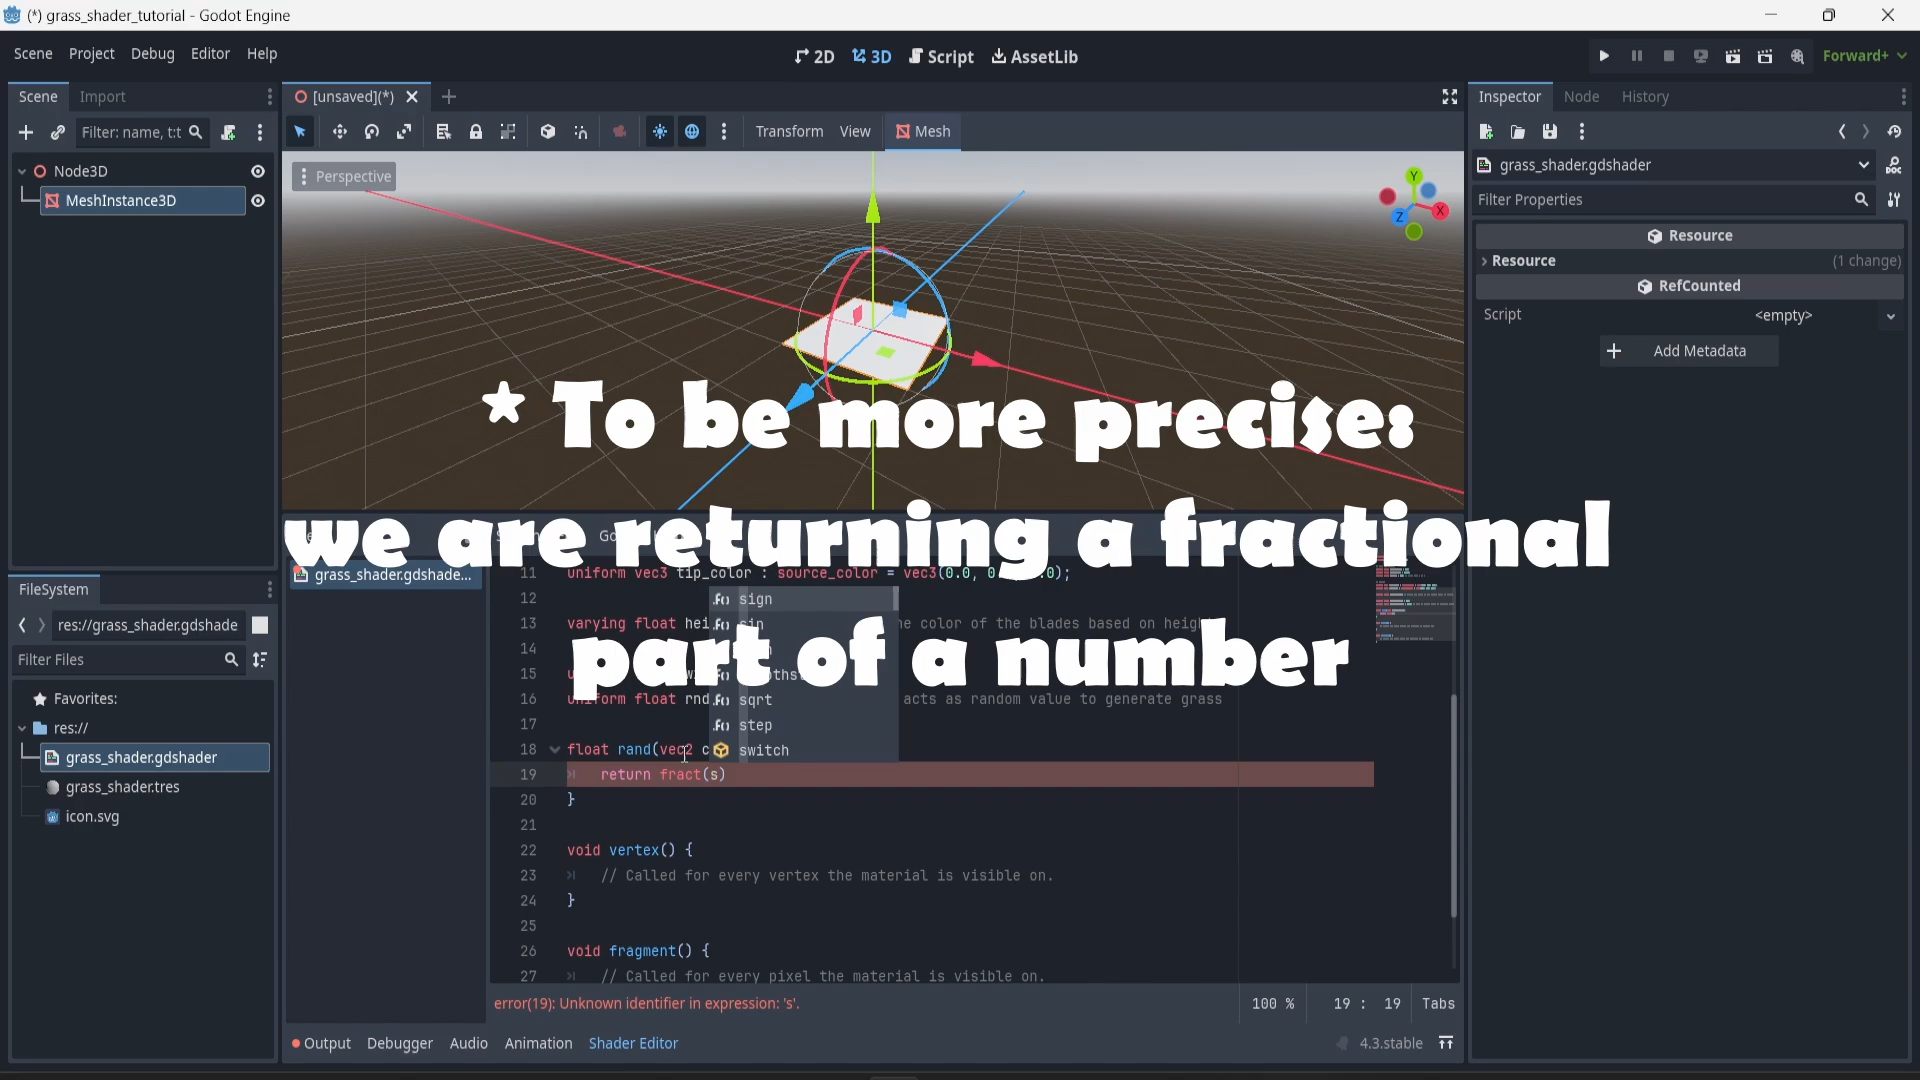 (*) grass_shader_tutorial - Godot Engine
Scene Project Debug Editor Help
2D 3D Script AssetLib
Forward+
Scene Import
[unsaved](*)
Inspector Node History
Filter: name, t:t
Transform View Mesh
grass_shader.gdshader
Node3D
MeshInstance3D
Perspective
Y
X
Z
Filter Properties
Resource
Resource (1 change)
RefCounted
Script <empty>
Add Metadata
* To be more precise:
we are returning a fractional
part of a number
FileSystem
res://grass_shader.gdshade
Filter Files
Favorites:
res://
grass_shader.gdshader
grass_shader.tres
icon.svg
grass_shader.gdshade...
11 uniform vec3 tip_color : source_color = vec3(0.0,
12
13 varying float color of the blades based on
14
15
16 uniform float rnd acts as random value to generate grass
17
18 float rand(vec2 c
19 return fract(s)
20 }
21
22 void vertex() {
23 // Called for every vertex the material is visible on.
24 }
25
26 void fragment() {
27 // Called for every pixel the material is visible on.
sign
sin
sqrt
step
switch
error(19): Unknown identifier in expression: 's'.
100 % 19 : 19 Tabs
Output Debugger Audio Animation Shader Editor
4.3.stable